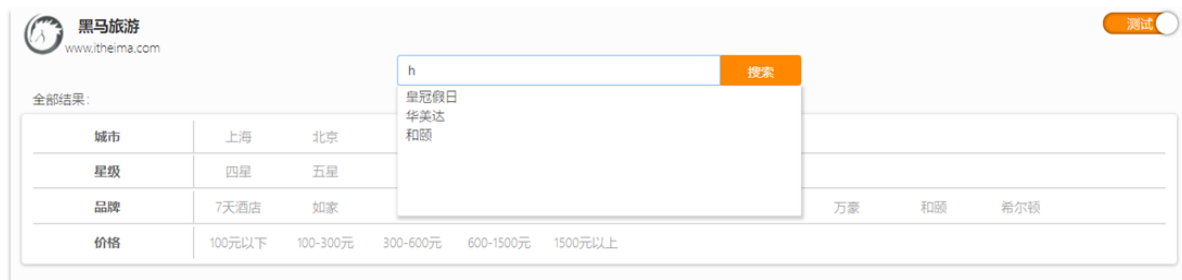 黑马旅游
www.itheima.com
测试
h
搜索
皇冠假日
华美达
和颐
全部结果:
城市 上海 北京
星级 四星 五星
品牌 7天酒店 如家 万豪 和颐 希尔顿
价格 100元以下 100-300元 300-600元 600-1500元 1500元以上